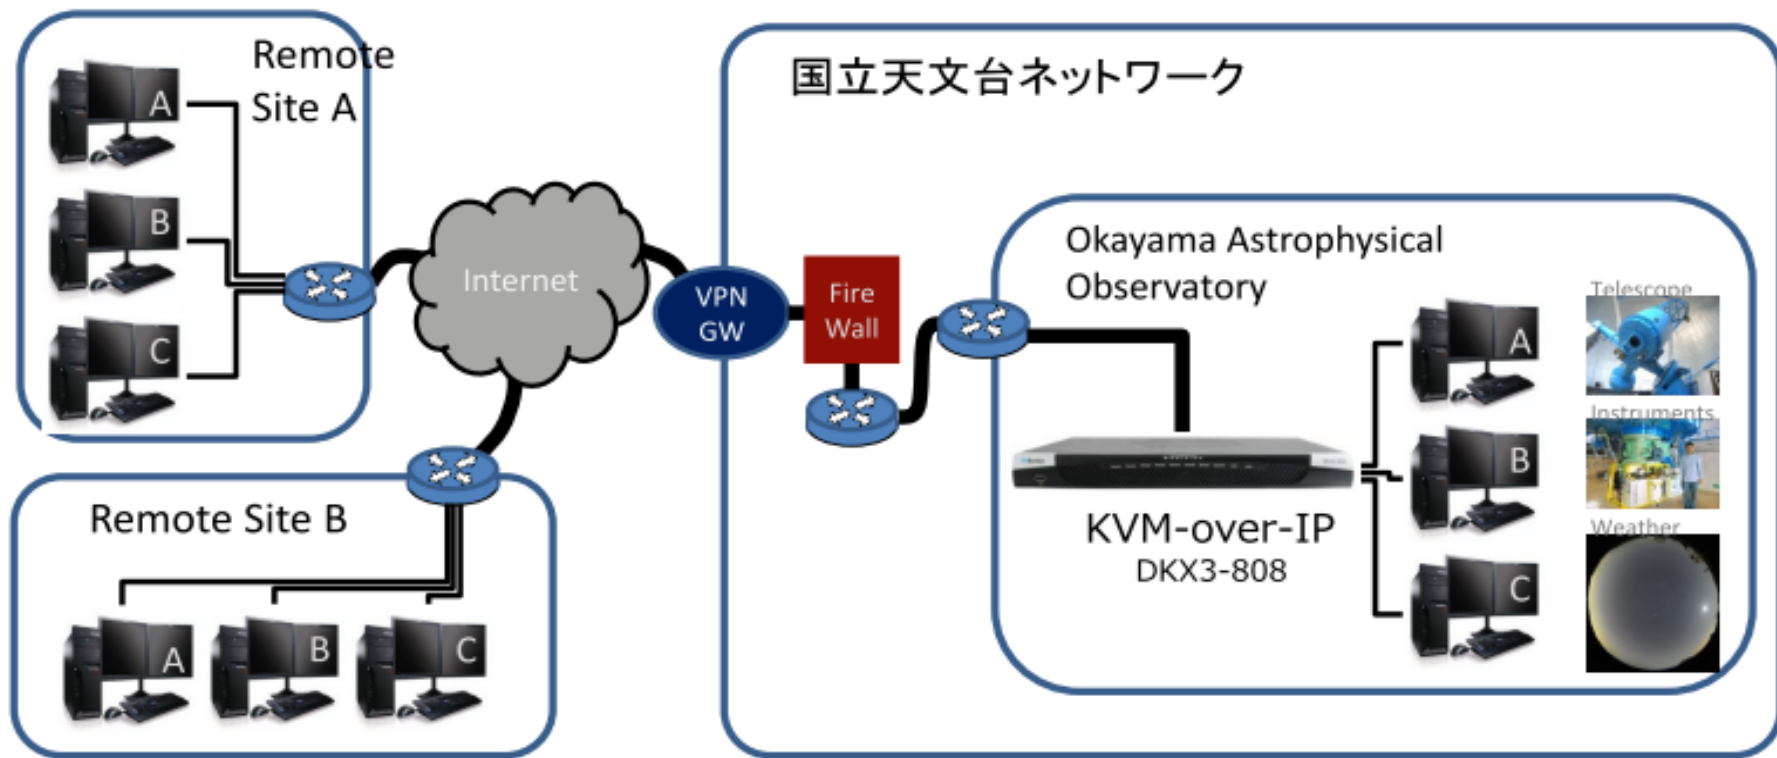 Remote
Site A
A
B
C
Internet
Remote Site B
A
B
C
国立天文台ネットワーク
VPN
GW
Fire
Wall
Okayama Astrophysical
Observatory
KVM-over-IP
DKX3-808
A
B
C
Telescope
Instruments
Weather